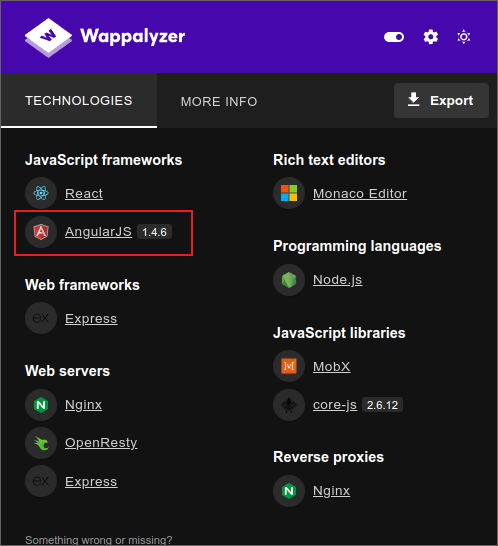 Wappalyzer
TECHNOLOGIES
MORE INFO
Export
JavaScript frameworks
React
AngularJS 1.4.6
Web frameworks
Express
Web servers
Nginx
OpenResty
Express
Rich text editors
Monaco Editor
Programming languages
Node.js
JavaScript libraries
MobX
core-js 2.6.12
Reverse proxies
Nginx
Something wrong or missing?